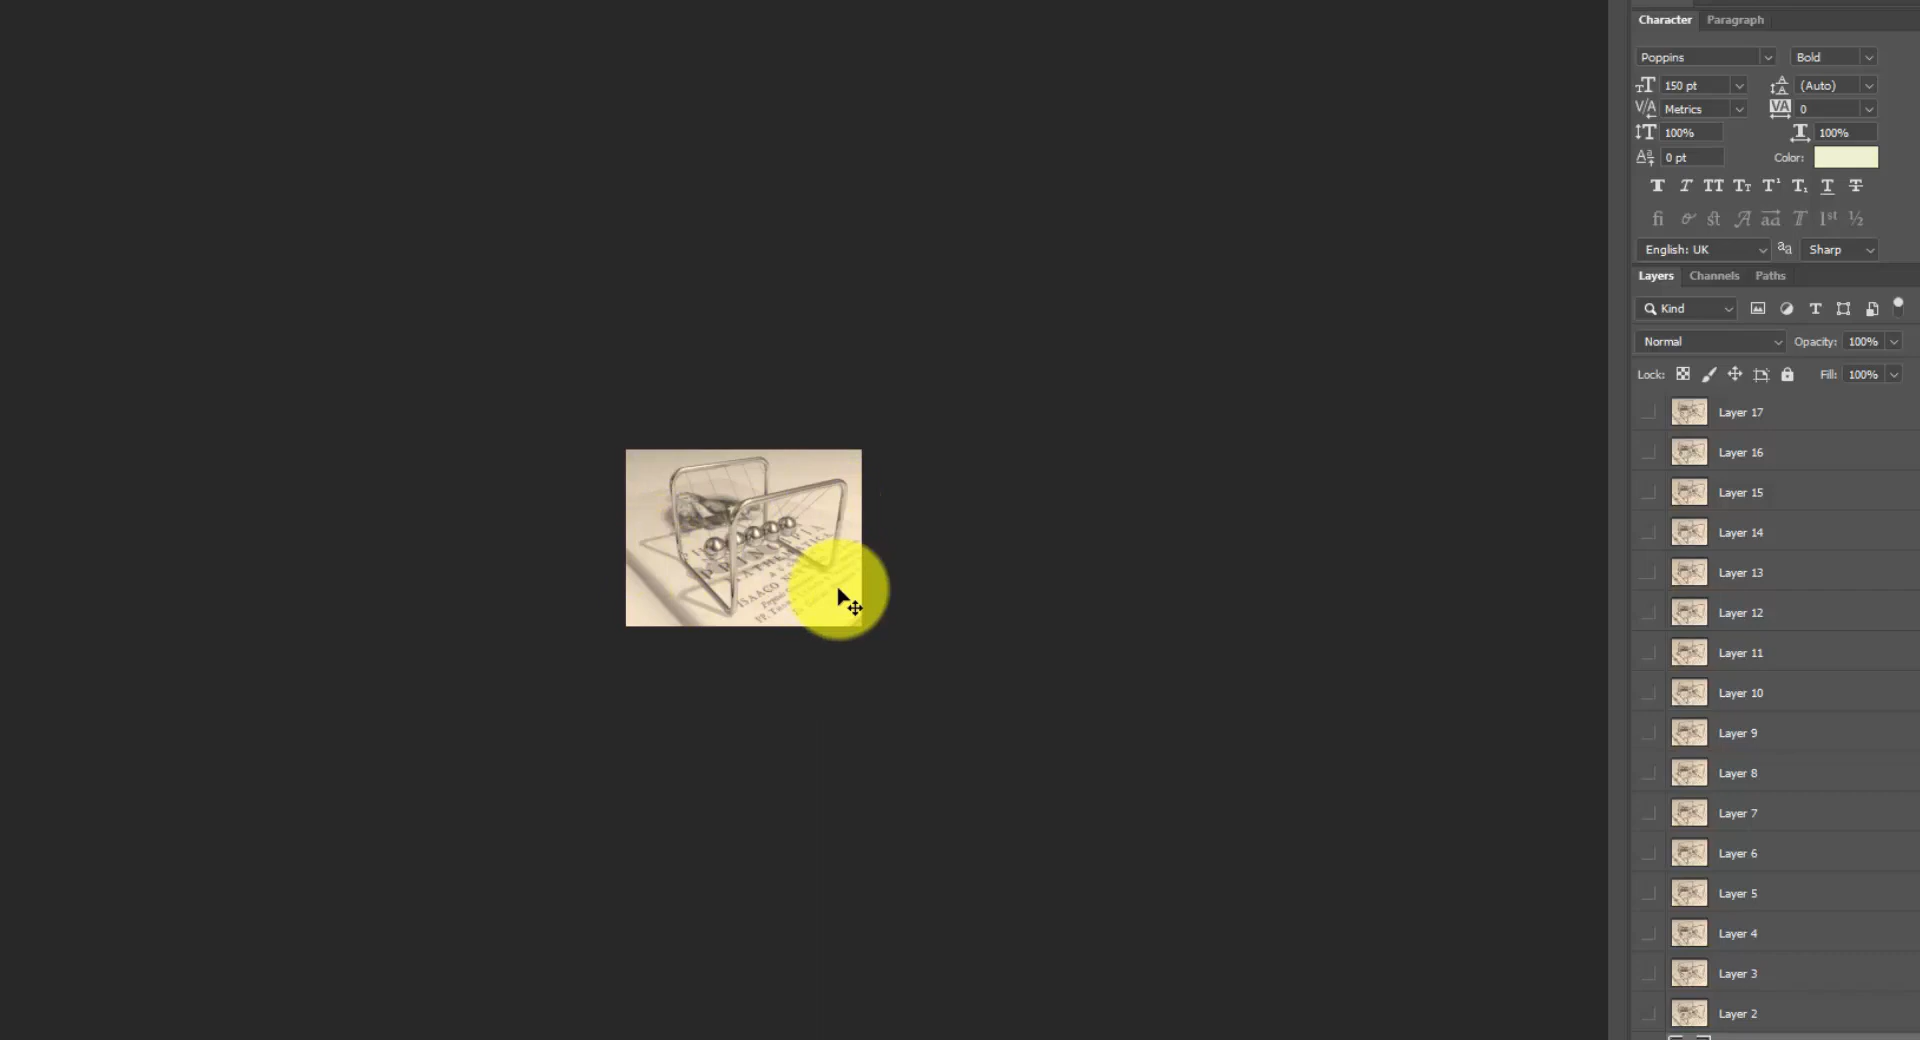 Character Paragraph
Poppins Bold
150 pt (Auto)
Metrics 0
100% 100%
0 pt Color:
English: UK Sharp
Layers Channels Paths
Kind
Normal Opacity: 100%
Lock: Fill: 100%
Layer 17
Layer 16
Layer 15
Layer 14
Layer 13
Layer 12
Layer 11
Layer 10
Layer 9
Layer 8
Layer 7
Layer 6
Layer 5
Layer 4
Layer 3
Layer 2
PRINCIPIA
MATHEMATICA